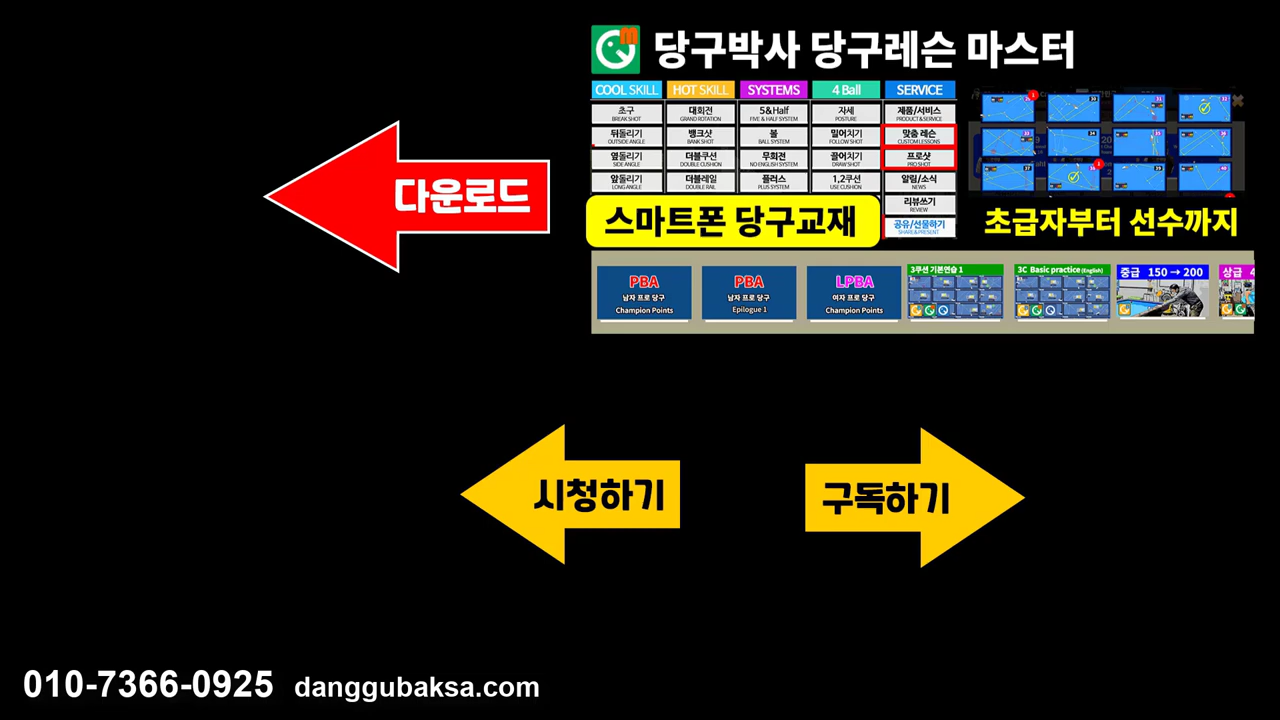 당구박사 당구레슨 마스터
COOL SKILL HOT SKILL SYSTEMS 4 Ball SERVICE
초구 대회전 5&Half 자세 제품/서비스
BREAK SHOT GRAND ROTATION FIVE & HALF SYSTEM POSTURE PRODUCT&SERVICE
뒤돌리기 뱅크샷 볼 밀어치기 맞춤 레슨
OUTSIDE ANGLE BANK SHOT BALL SYSTEM FOLLOW SHOT CUSTOM LESSONS
옆돌리기 더블쿠션 무회전 끌어치기 프로샷
SIDE ANGLE DOUBLE CUSHION NO ENGLISH SYSTEM DRAW SHOT PRO SHOT
앞돌리기 더블레일 플러스 1,2쿠션 알림/소식
LONG ANGLE DOUBLE RAIL PLUS SYSTEM USE CUSHION NEWS
리뷰쓰기
REVIEW
공유/선물하기
SHARE&PRESENT
다운로드
스마트폰 당구교재
초급자부터 선수까지
PBA
남자 프로 당구
Champion Points
PBA
남자 프로 당구
Epilogue 1
LPBA
여자 프로 당구
Champion Points
3쿠션 기본연습 1
3C Basic practice (English)
중급 150 → 200
상급 4
시청하기
구독하기
010-7366-0925 danggubaksa.com